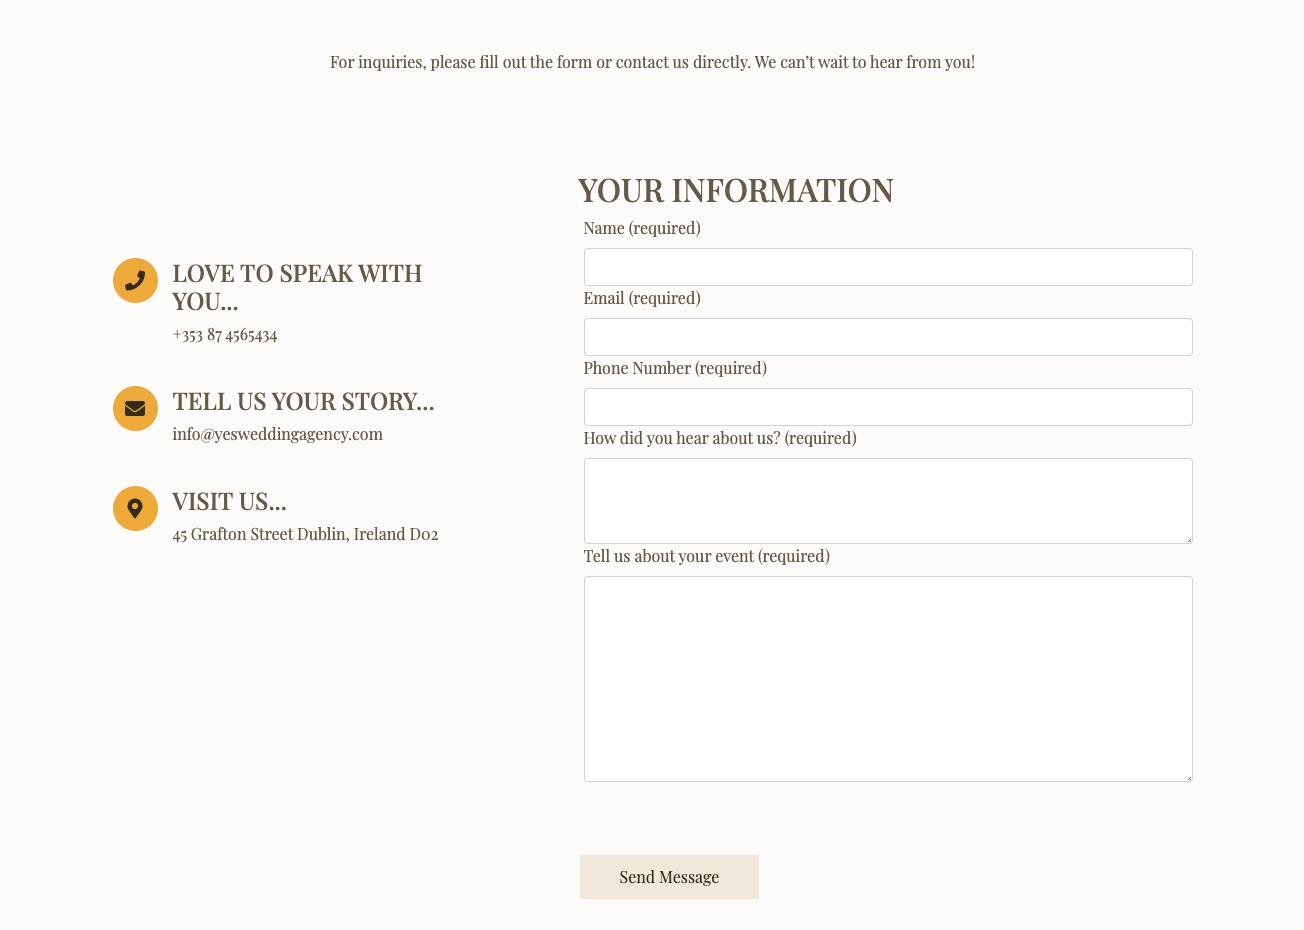 For inquiries, please fill out the form or contact us directly. We can’t wait to hear from you!
LOVE TO SPEAK WITH
YOU...
+353 87 4565434
TELL US YOUR STORY...
info@yesweddingagency.com
VISIT US...
45 Grafton Street Dublin, Ireland D02
YOUR INFORMATION
Name (required)
Email (required)
Phone Number (required)
How did you hear about us? (required)
Tell us about your event (required)
Send Message